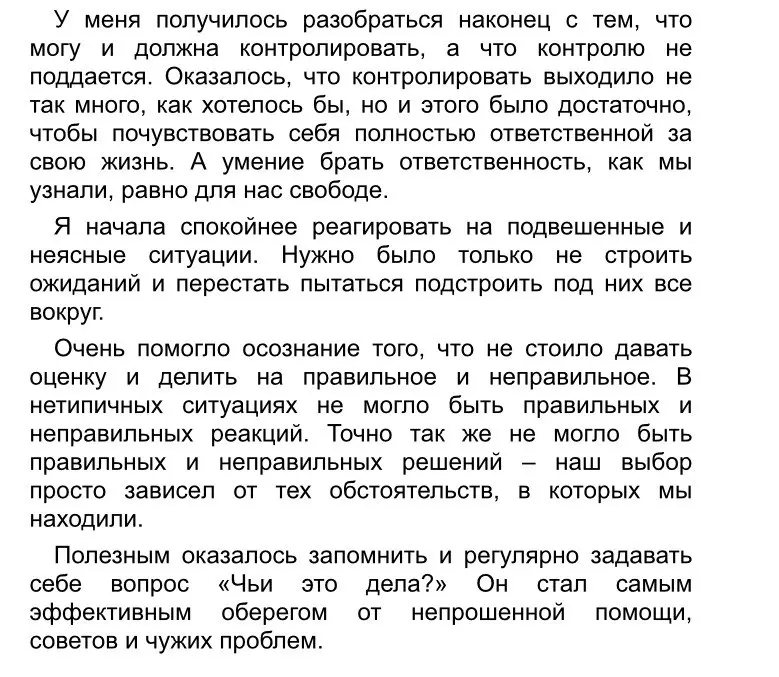 У меня получилось разобраться наконец с тем, что
могу и должна контролировать, а что контролю не
поддается. Оказалось, что контролировать выходило не
так много, как хотелось бы, но и этого было достаточно,
чтобы почувствовать себя полностью ответственной за
свою жизнь. А умение брать ответственность, как мы
узнали, равно для нас свободе.
Я начала спокойнее реагировать на подвешенные и
неясные ситуации. Нужно было только не строить
ожиданий и перестать пытаться подстроить под них все
вокруг.
Очень помогло осознание того, что не стоило давать
оценку и делить на правильное и неправильное. В
нетипичных ситуациях не могло быть правильных и
неправильных реакций. Точно так же не могло быть
правильных и неправильных решений – наш выбор
просто зависел от тех обстоятельств, в которых мы
находили.
Полезным оказалось запомнить и регулярно задавать
себе вопрос «Чьи это дела?» Он стал самым
эффективным оберегом от непрошенной помощи,
советов и чужих проблем.